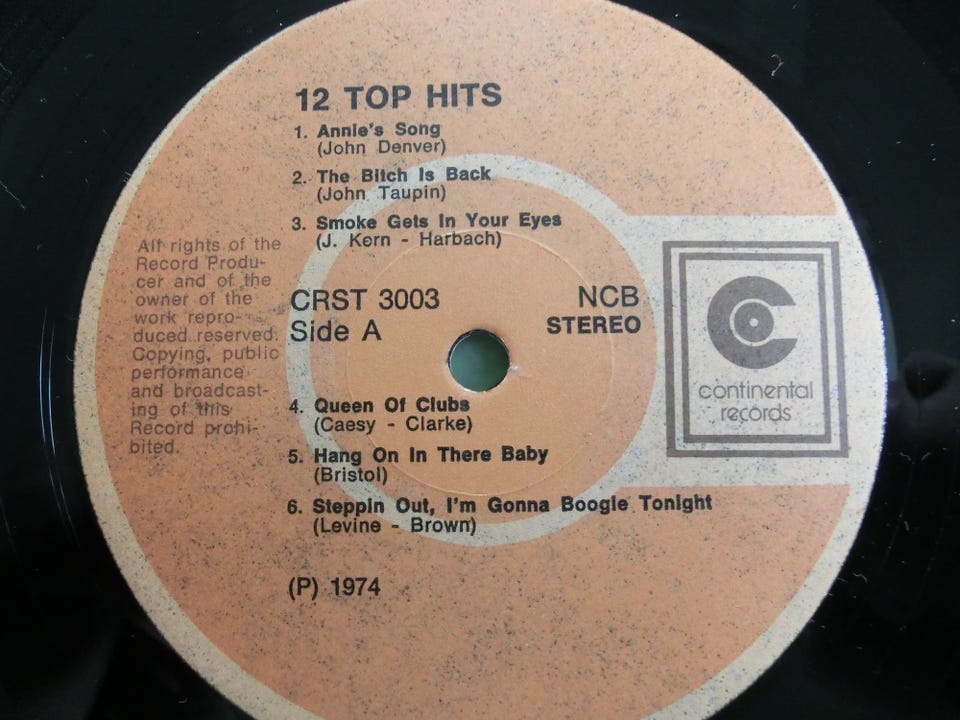 12 TOP HITS
1. Annie's Song
(John Denver)
2. The Bitch Is Back
(John Taupin)
3. Smoke Gets In Your Eyes
(J. Kern - Harbach)
All rights of the
Record Produ-
cer and of the
owner of the
work repro-
duced reserved.
Copying, public
performance
and broadcast-
ing of this
Record prohi-
bited.
CRST 3003
Side A
NCB
STEREO
continental
records
4. Queen Of Clubs
(Caesy - Clarke)
5. Hang On In There Baby
(Bristol)
6. Steppin Out, I'm Gonna Boogie Tonight
(Levine - Brown)
(P) 1974